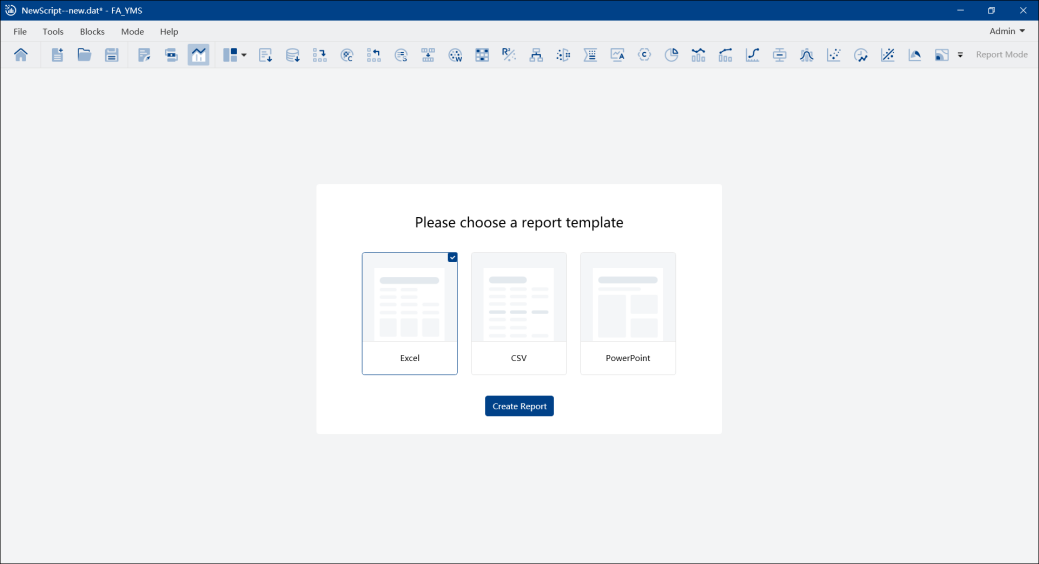 NewScript--new.dat* - FA_YMS
File Tools Blocks Mode Help
Admin
Report Mode
Please choose a report template
Excel
CSV
PowerPoint
Create Report